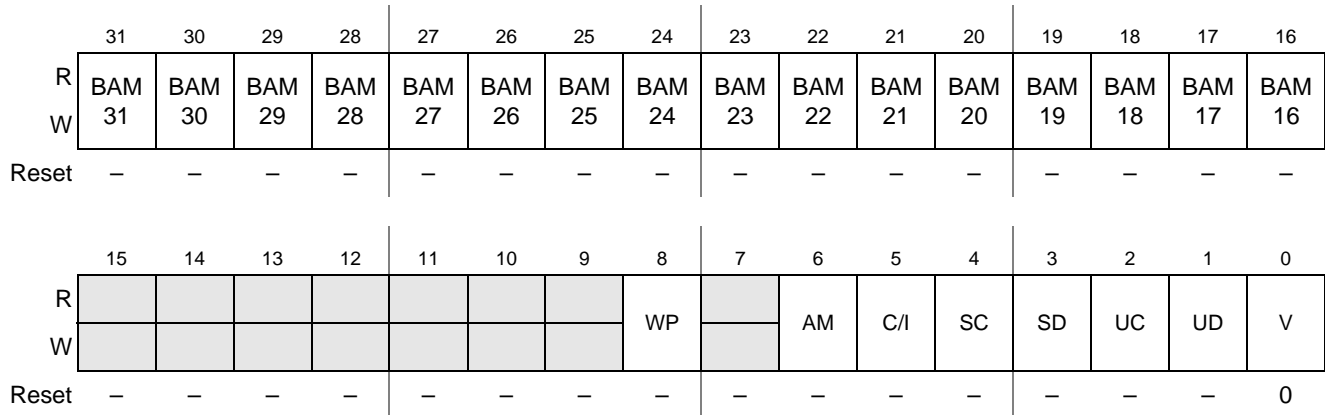 31 30 29 28 27 26 25 24 23 22 21 20 19 18 17 16
R BAM BAM BAM BAM BAM BAM BAM BAM BAM BAM BAM BAM BAM BAM BAM BAM
W 31 30 29 28 27 26 25 24 23 22 21 20 19 18 17 16
Reset – – – – – – – – – – – – – – – –
15 14 13 12 11 10 9 8 7 6 5 4 3 2 1 0
R
WP AM C/I SC SD UC UD V
W
Reset – – – – – – – – – – – – – – – 0